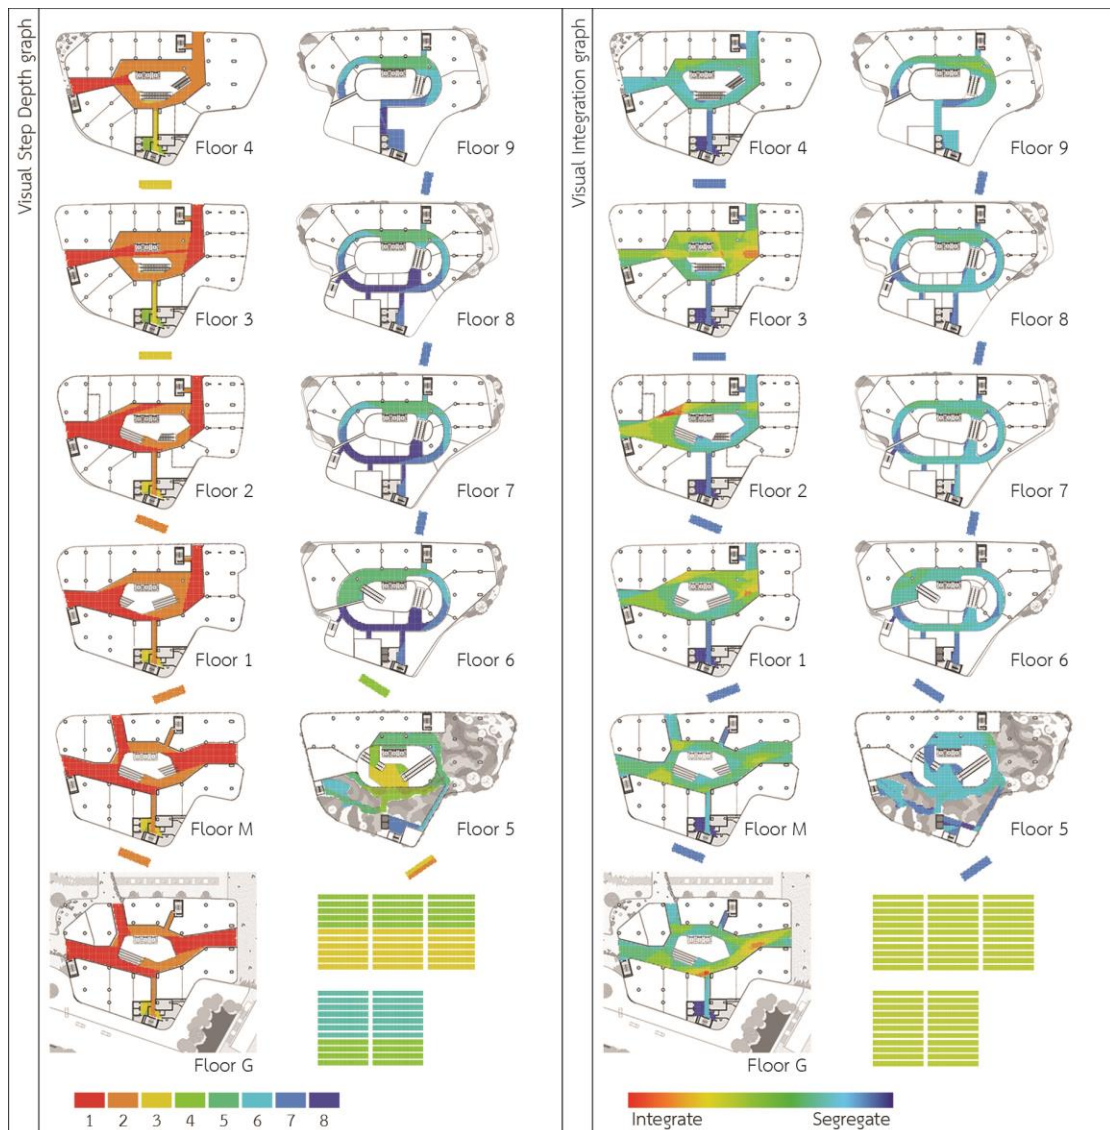 Visual Step Depth graph
Floor 4
Floor 9
Floor 3
Floor 8
Floor 2
Floor 7
Floor 1
Floor 6
Floor M
Floor 5
Floor G
1 2 3 4 5 6 7 8
Visual Integration graph
Floor 4
Floor 9
Floor 3
Floor 8
Floor 2
Floor 7
Floor 1
Floor 6
Floor M
Floor 5
Floor G
Integrate Segregate